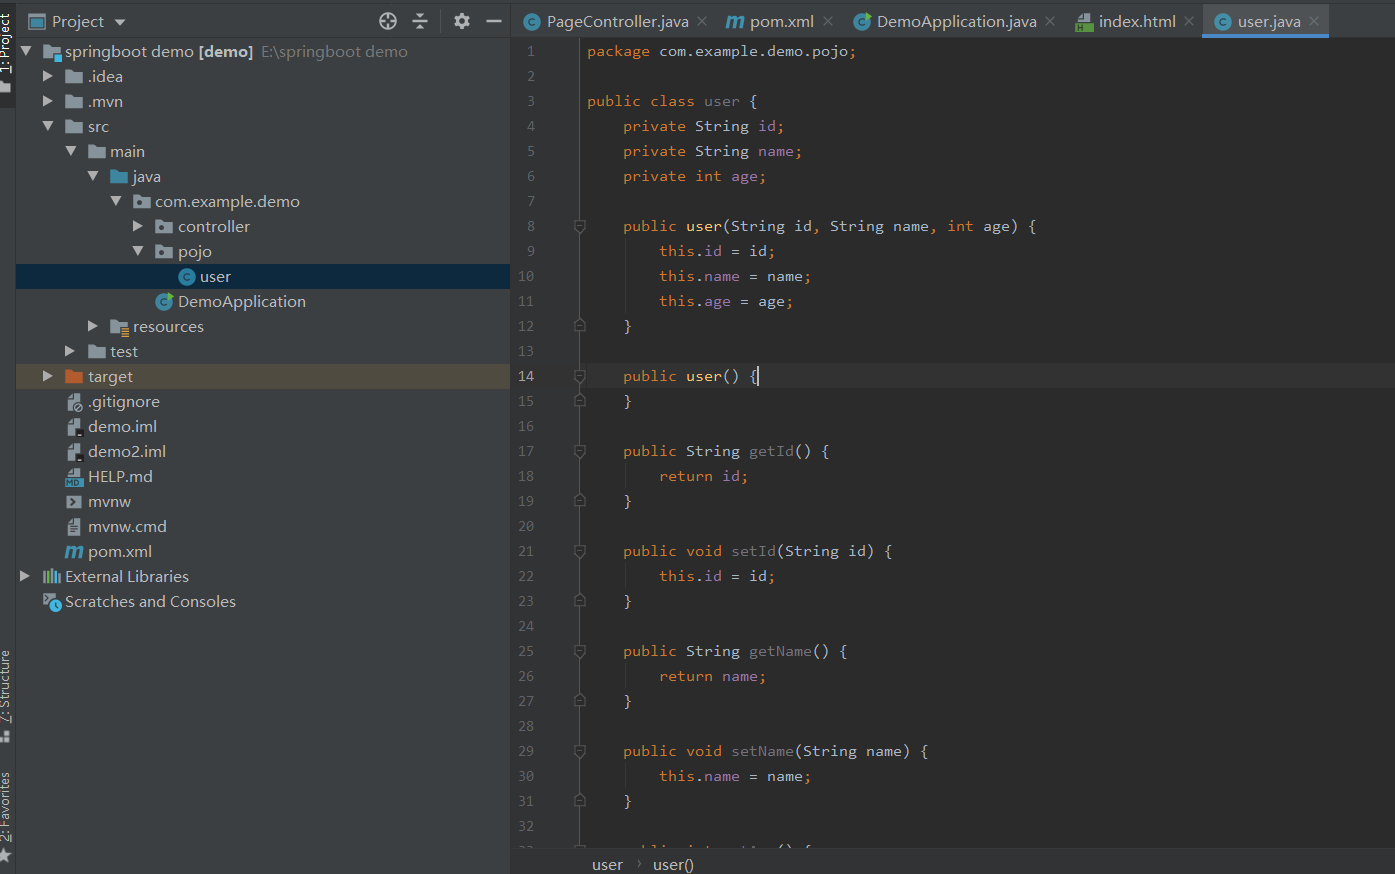 1: Project
Project
springboot demo [demo] E:\springboot demo
.idea
.mvn
src
main
java
com.example.demo
controller
pojo
user
DemoApplication
resources
test
target
.gitignore
demo.iml
demo2.iml
HELP.md
mvnw
mvnw.cmd
pom.xml
External Libraries
Scratches and Consoles
7: Structure
2: Favorites
PageController.java
pom.xml
DemoApplication.java
index.html
user.java
1 package com.example.demo.pojo;
2
3 public class user {
4 private String id;
5 private String name;
6 private int age;
7
8 public user(String id, String name, int age) {
9 this.id = id;
10 this.name = name;
11 this.age = age;
12 }
13
14 public user() {
15 }
16
17 public String getId() {
18 return id;
19 }
20
21 public void setId(String id) {
22 this.id = id;
23 }
24
25 public String getName() {
26 return name;
27 }
28
29 public void setName(String name) {
30 this.name = name;
31 }
32
user › user()